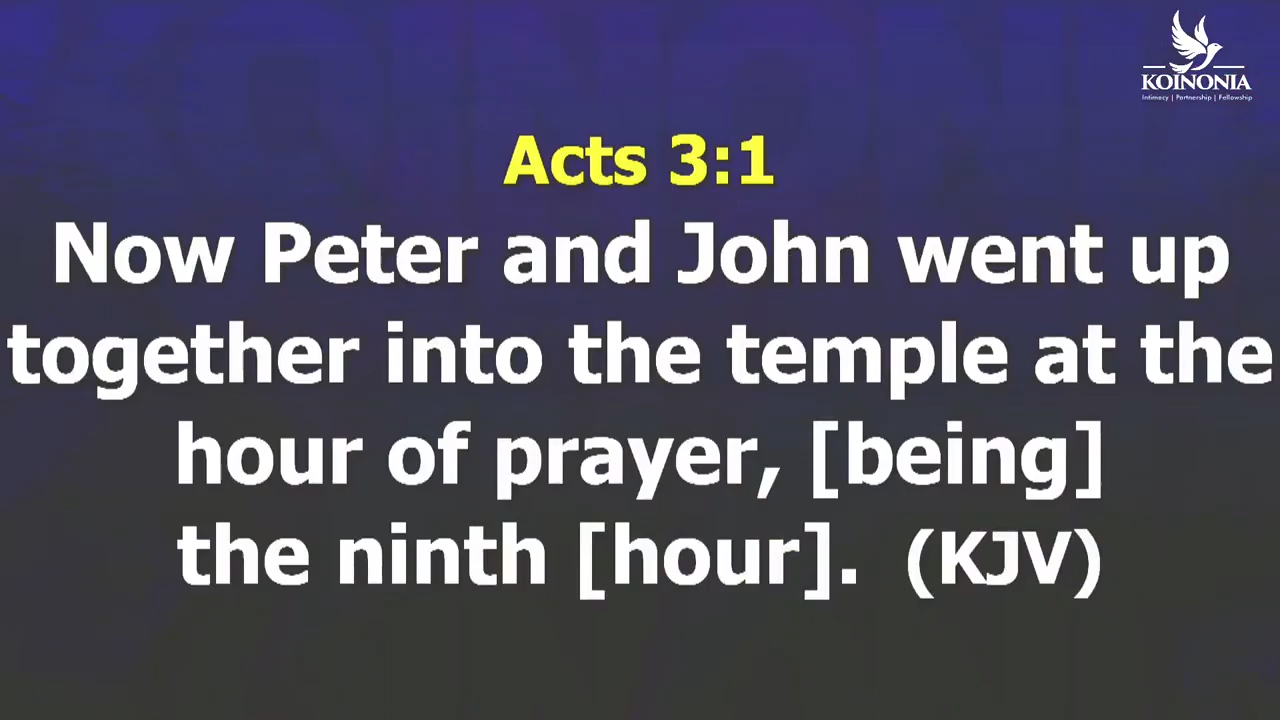 KOINONIA
Intimacy | Partnership | Fellowship
Acts 3:1
Now Peter and John went up
together into the temple at the
hour of prayer, [being]
the ninth [hour]. (KJV)